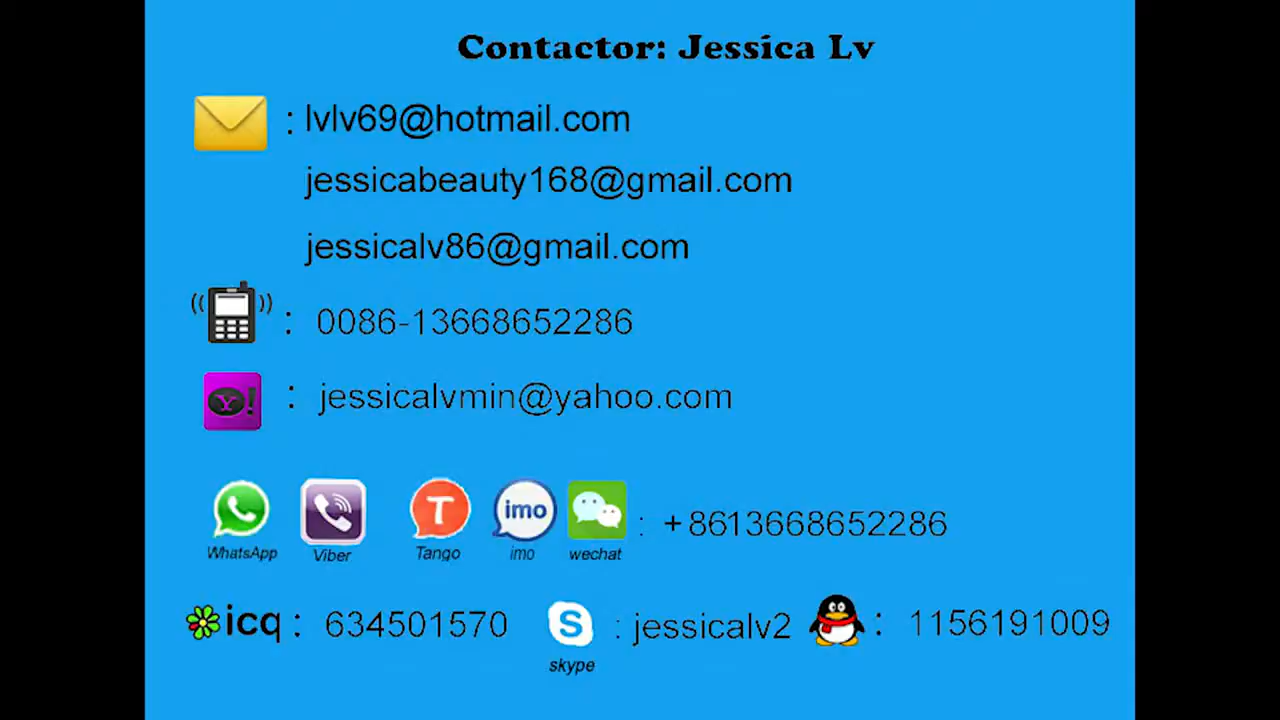 Contactor: Jessica Lv
: lvlv69@hotmail.com
jessicabeauty168@gmail.com
jessicalv86@gmail.com
: 0086-13668652286
Y! : jessicalvmin@yahoo.com
T imo : +8613668652286
WhatsApp Viber Tango imo wechat
icq : 634501570 S : jessicalv2 : 1156191009
skype